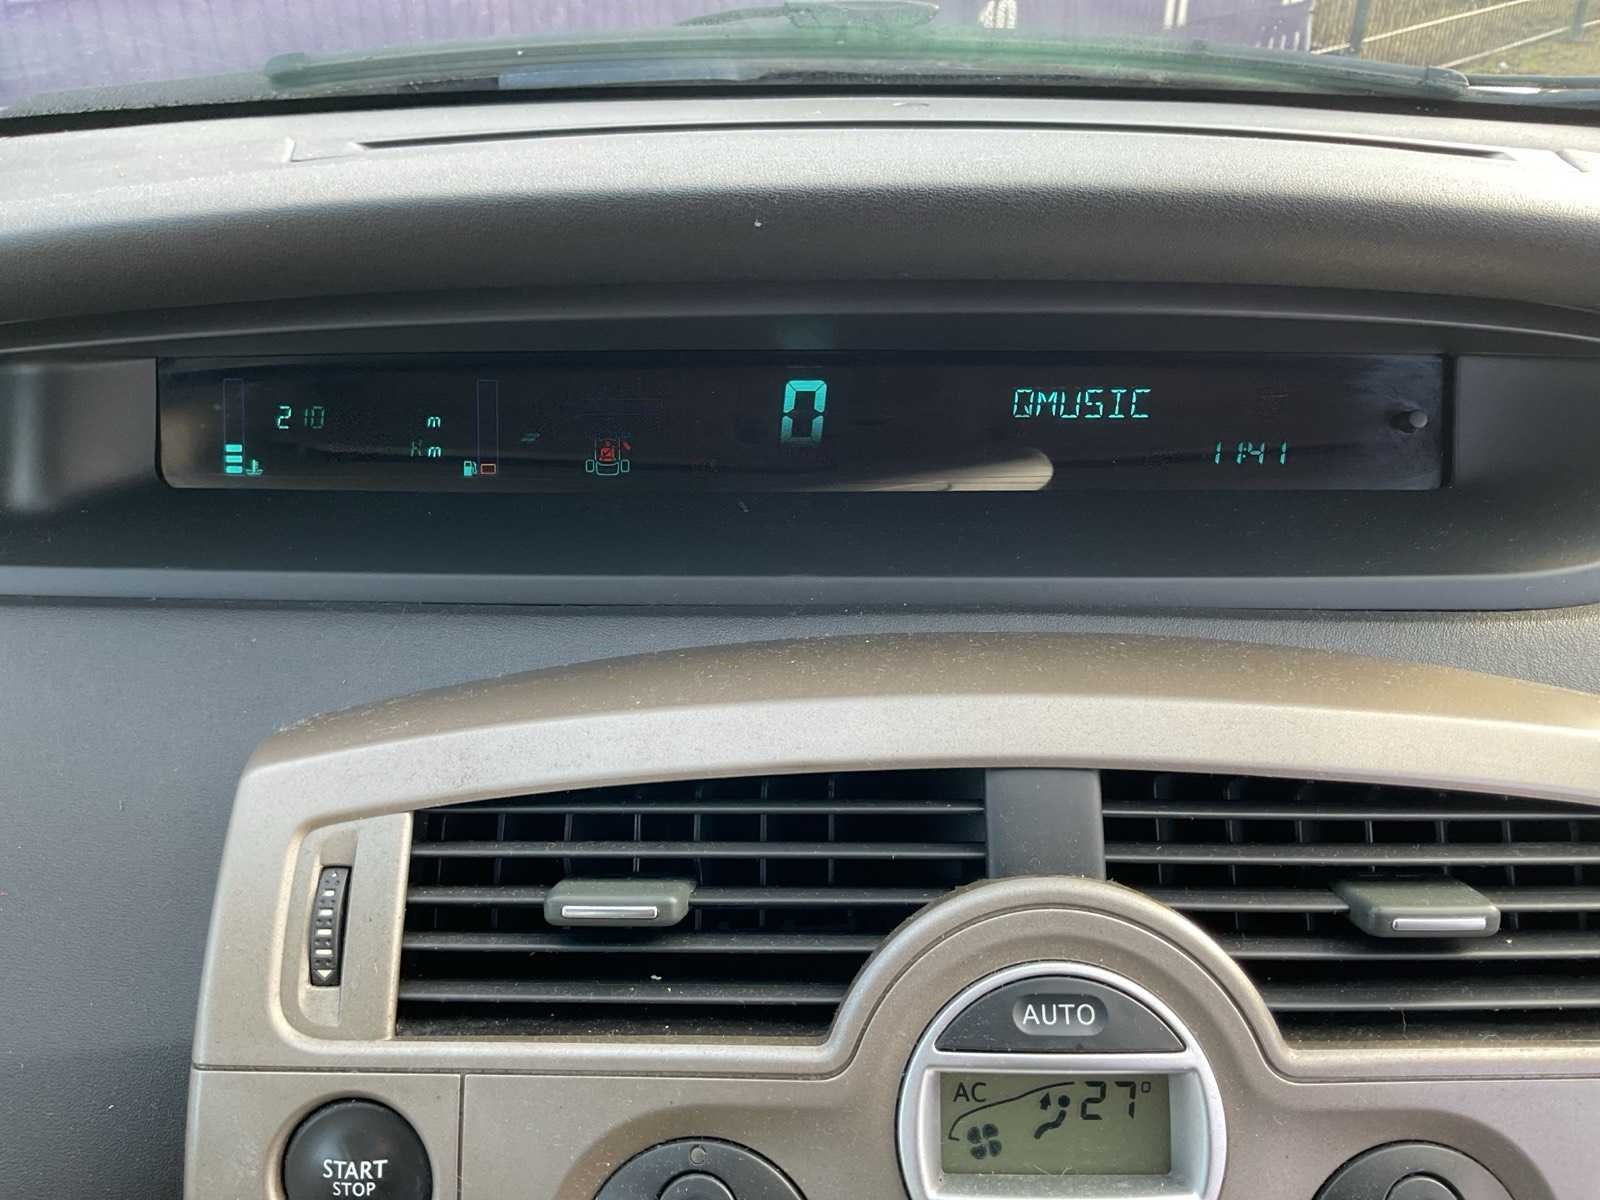 210 m
km
0
QMUSIC
11:41
AUTO
AC 27°
START
STOP